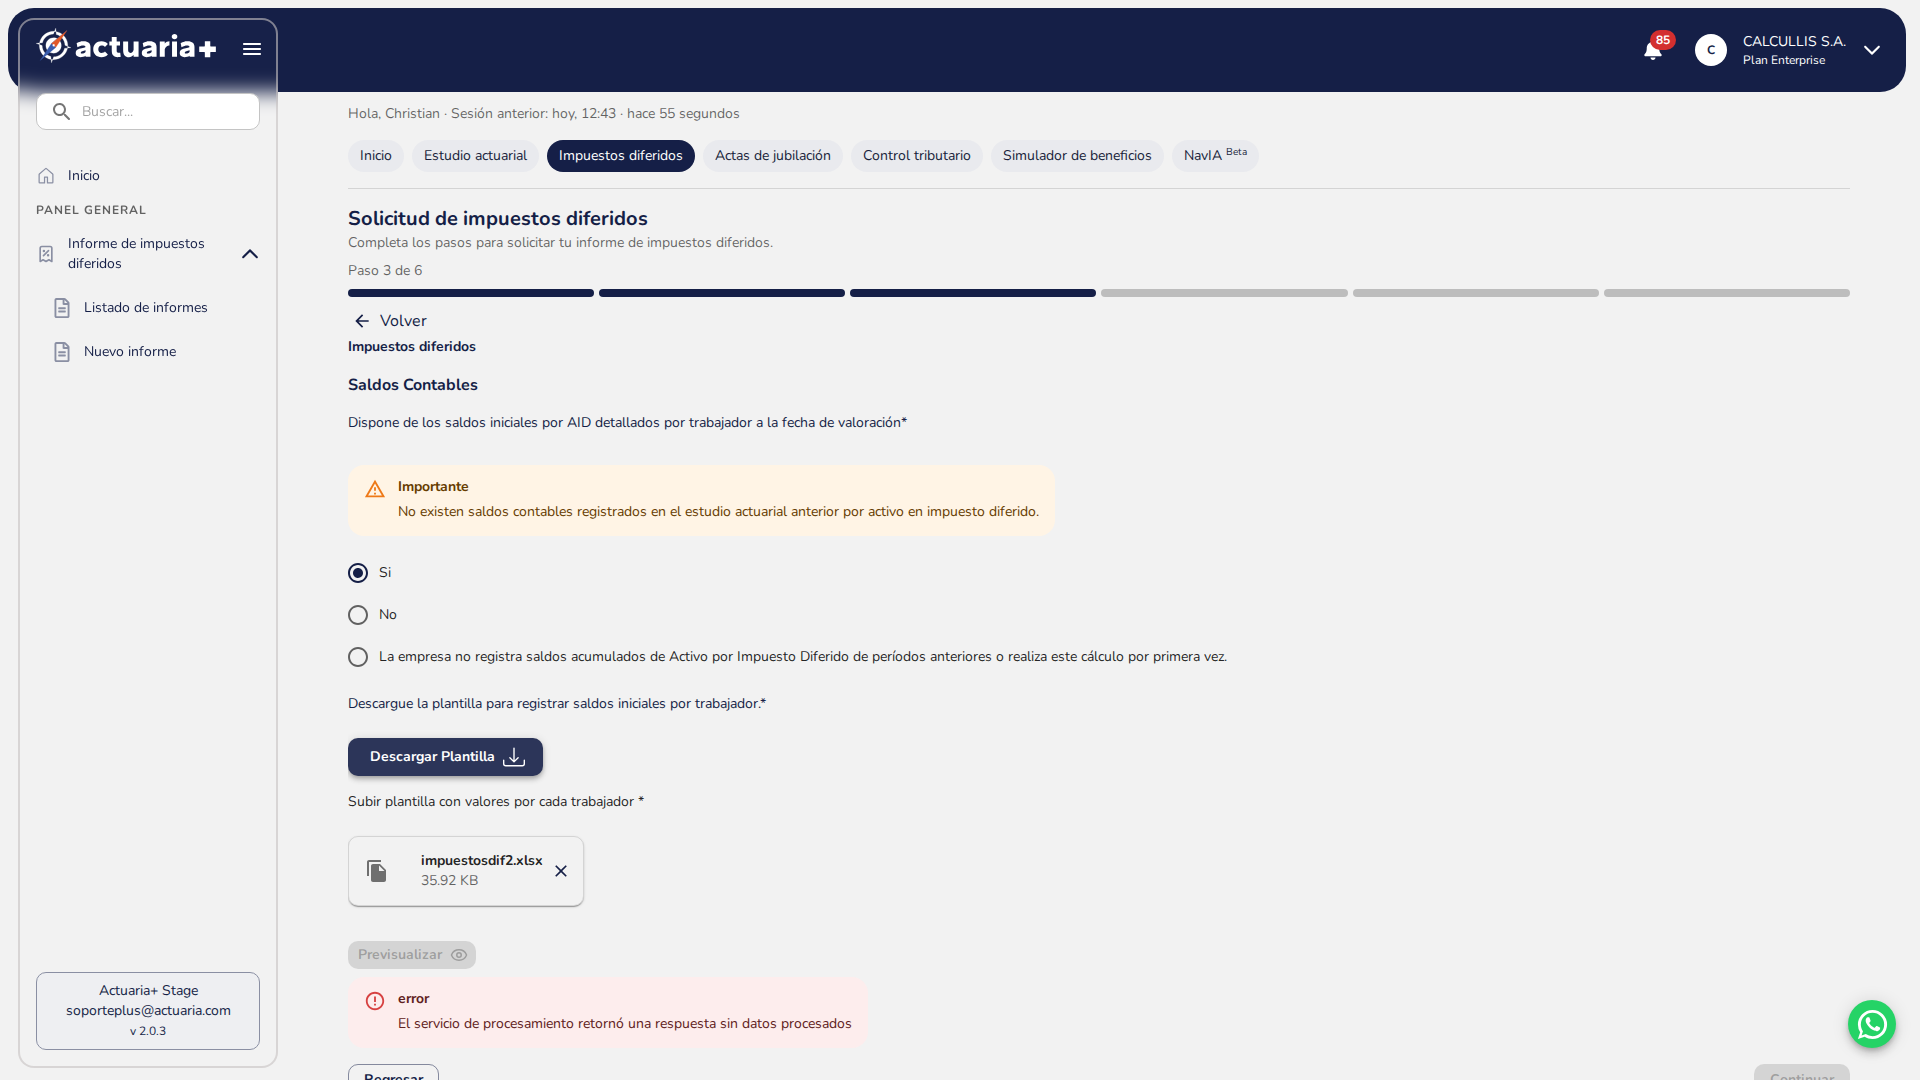 actuaria+
85
C
CALCULLIS S.A.
Plan Enterprise
Buscar...
Inicio
PANEL GENERAL
Informe de impuestos
diferidos
Listado de informes
Nuevo informe
Actuaria+ Stage
soporteplus@actuaria.com
v 2.0.3
Hola, Christian · Sesión anterior: hoy, 12:43 · hace 55 segundos
Inicio
Estudio actuarial
Impuestos diferidos
Actas de jubilación
Control tributario
Simulador de beneficios
NavIA Beta
Solicitud de impuestos diferidos
Completa los pasos para solicitar tu informe de impuestos diferidos.
Paso 3 de 6
Volver
Impuestos diferidos
Saldos Contables
Dispone de los saldos iniciales por AID detallados por trabajador a la fecha de valoración*
Importante
No existen saldos contables registrados en el estudio actuarial anterior por activo en impuesto diferido.
Si
No
La empresa no registra saldos acumulados de Activo por Impuesto Diferido de períodos anteriores o realiza este cálculo por primera vez.
Descargue la plantilla para registrar saldos iniciales por trabajador.*
Descargar Plantilla
Subir plantilla con valores por cada trabajador *
impuestosdif2.xlsx
35.92 KB
Previsualizar
error
El servicio de procesamiento retornó una respuesta sin datos procesados
Regresar
Continuar